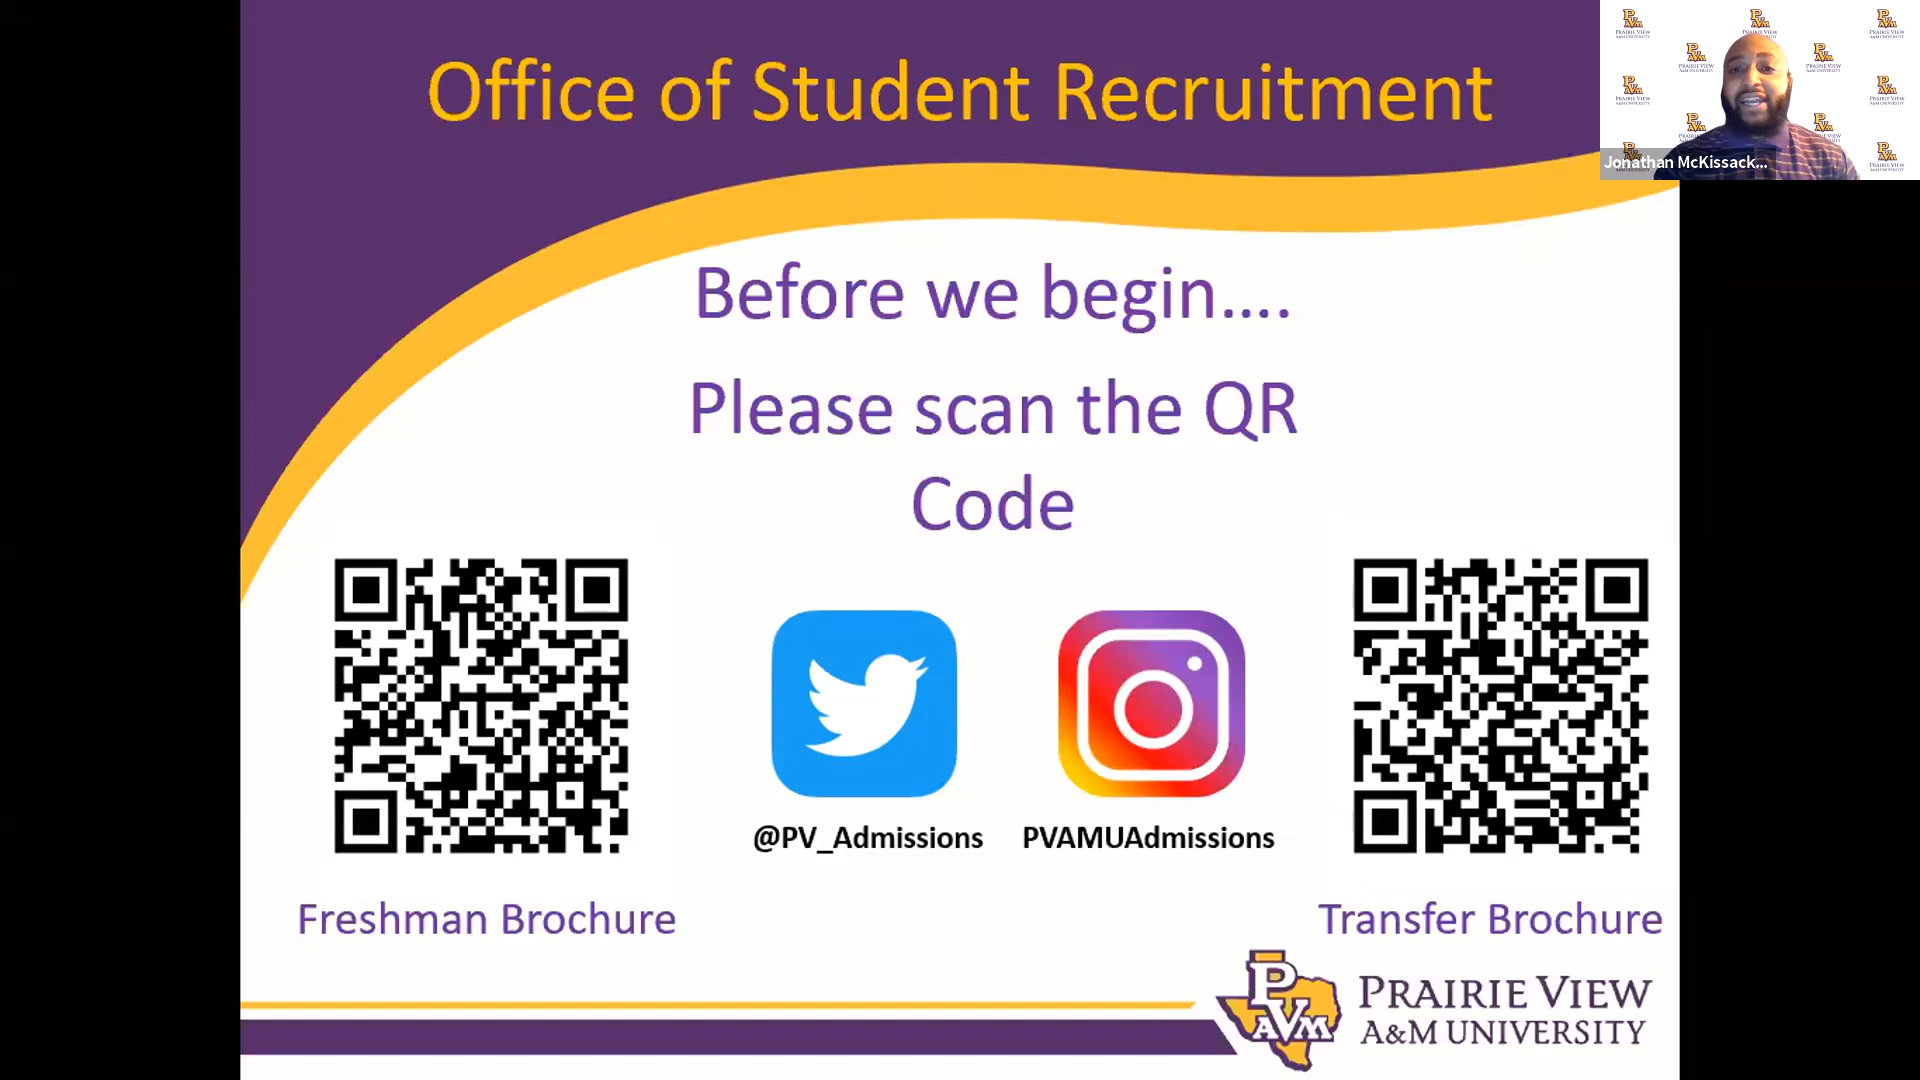 Office of Student Recruitment
Jonathan McKissack...
Before we begin....
Please scan the QR
Code
@PV_Admissions
PVAMUAdmissions
Freshman Brochure
Transfer Brochure
PVAMU
PRAIRIE VIEW
A&M UNIVERSITY